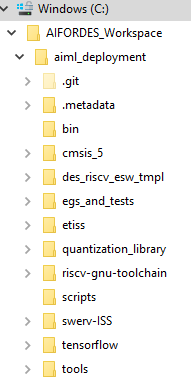 Windows (C:)
AIFORDES_Workspace
aiml_deployment
.git
.metadata
bin
cmsis_5
des_riscv_esw_tmpl
egs_and_tests
etiss
quantization_library
riscv-gnu-toolchain
scripts
swerv-ISS
tensorflow
tools